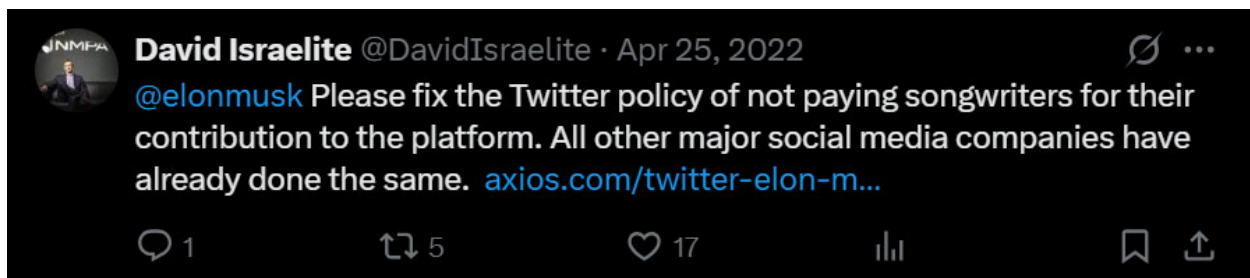 David Israelite @DavidIsraelite · Apr 25, 2022
@elonmusk Please fix the Twitter policy of not paying songwriters for their
contribution to the platform. All other major social media companies have
already done the same. axios.com/twitter-elon-m...
1 5 17